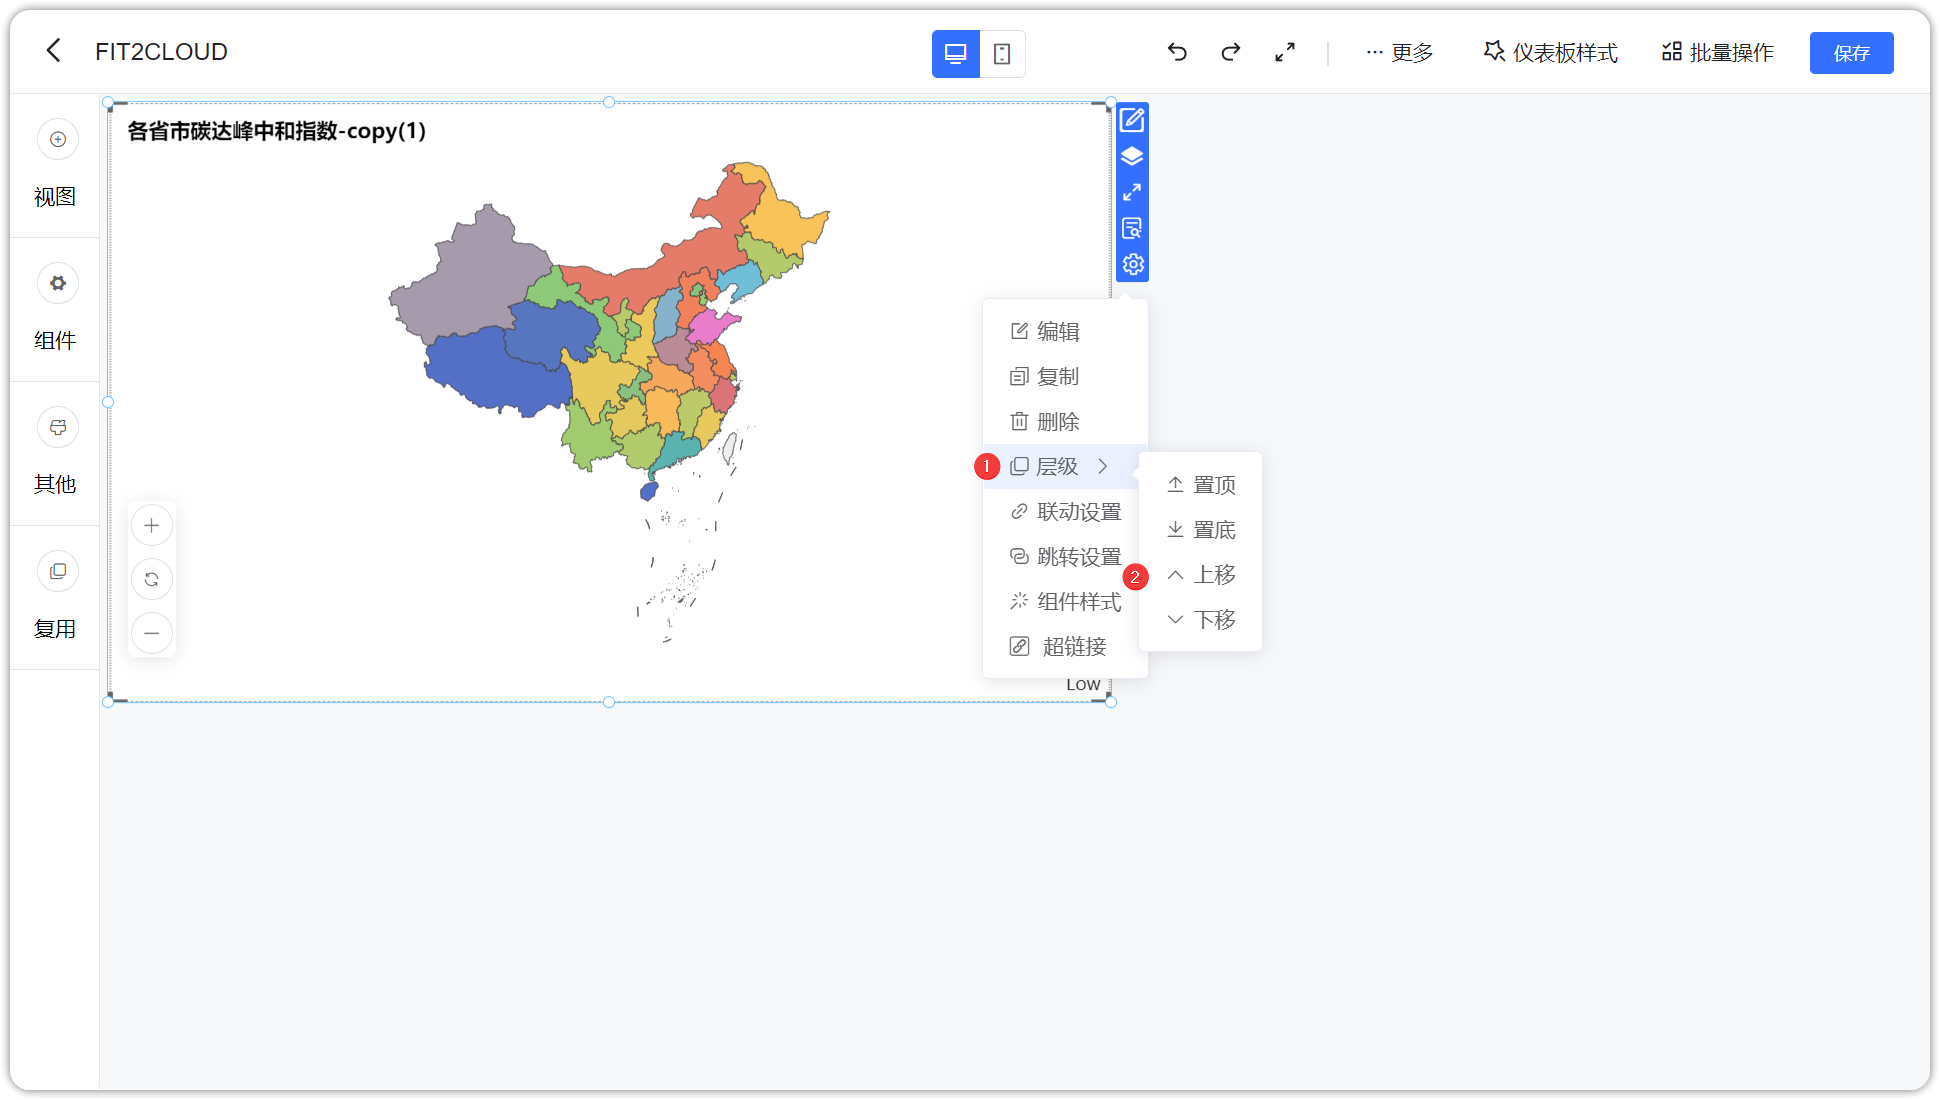 FIT2CLOUD
更多
仪表板样式
批量操作
保存
视图
组件
其他
复用
各省市碳达峰中和指数-copy(1)
编辑
复制
删除
1
层级
联动设置
跳转设置
组件样式
超链接
置顶
置底
2
上移
下移
Low